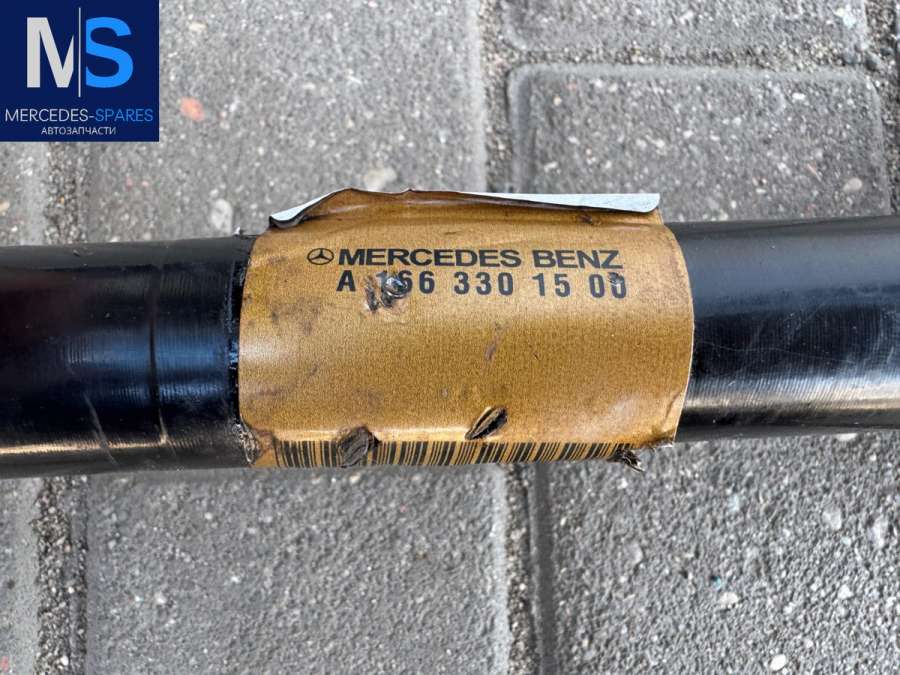 MS
MERCEDES-SPARES
АВТОЗАПЧАСТИ
MERCEDES BENZ
A 166 330 15 00